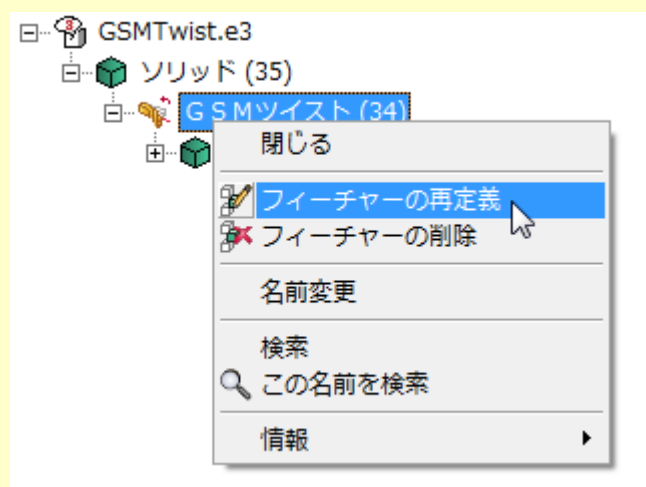 GSMTwist.e3
ソリッド (35)
ＧＳＭツイスト (34)
閉じる
フィーチャーの再定義
フィーチャーの削除
名前変更
検索
この名前を検索
情報